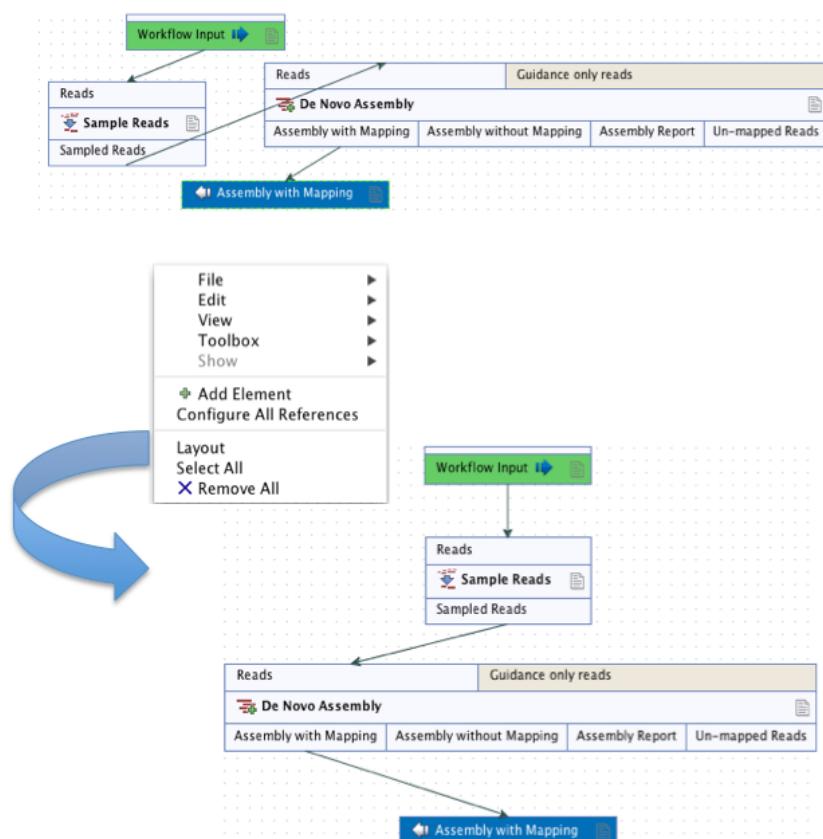 Workflow Input
Reads Guidance only reads
Reads
De Novo Assembly
Sample Reads
Assembly with Mapping Assembly without Mapping Assembly Report Un-mapped Reads
Sampled Reads
Assembly with Mapping
File
Edit
View
Toolbox
Show
Add Element
Configure All References
Layout
Select All
Remove All
Workflow Input
Reads
Sample Reads
Sampled Reads
Reads Guidance only reads
De Novo Assembly
Assembly with Mapping Assembly without Mapping Assembly Report Un-mapped Reads
Assembly with Mapping